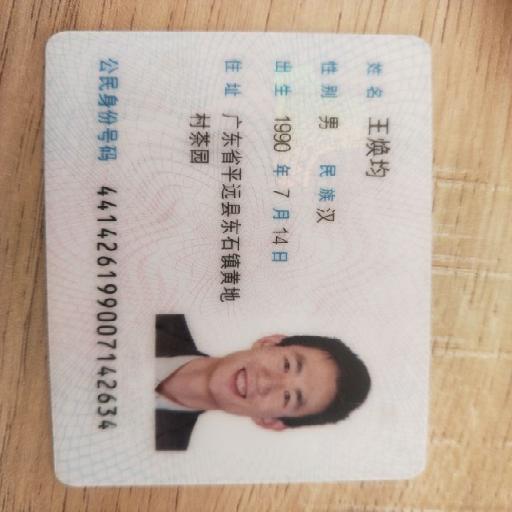 姓名 王焕均
性别 男 民族 汉
出生 1990 年 7 月 14 日
住址 广东省平远县东石镇黄地
村茶园
公民身份号码 441426199007142634